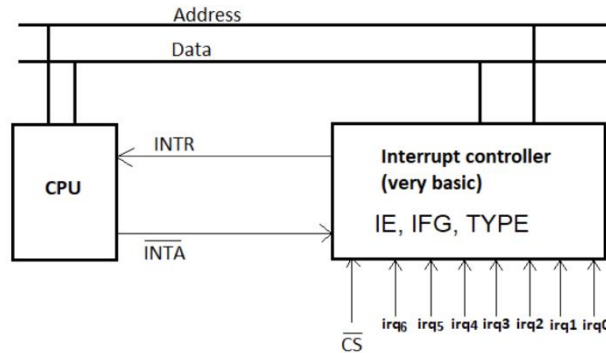 Address
Data
INTR
CPU
Interrupt controller
(very basic)
IE, IFG, TYPE
INTA
irq6 irq5 irq4 irq3 irq2 irq1 irq0
CS